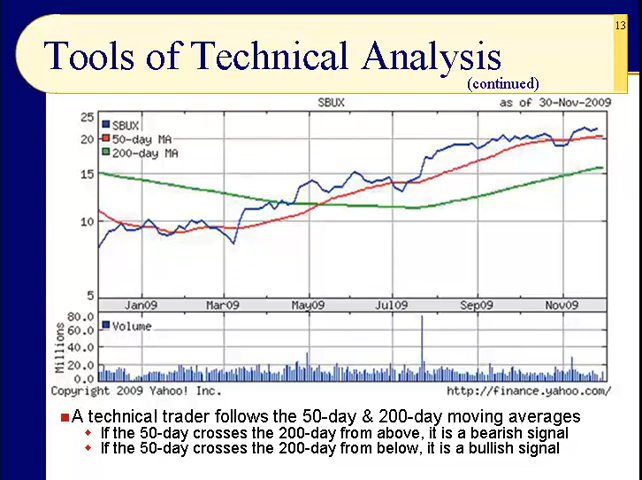 13
Tools of Technical Analysis
(continued)
SBUX as of 30-Nov-2009
25
SBUX
50-day MA
20
200-day MA
15
10
5
Jan09 Mar09 May09 Jul09 Sep09 Nov09
80.0
Volume
60.0
40.0
20.0
0.0
Millions
Copyright 2009 Yahoo! Inc. http://finance.yahoo.com/
A technical trader follows the 50-day & 200-day moving averages
If the 50-day crosses the 200-day from above, it is a bearish signal
If the 50-day crosses the 200-day from below, it is a bullish signal